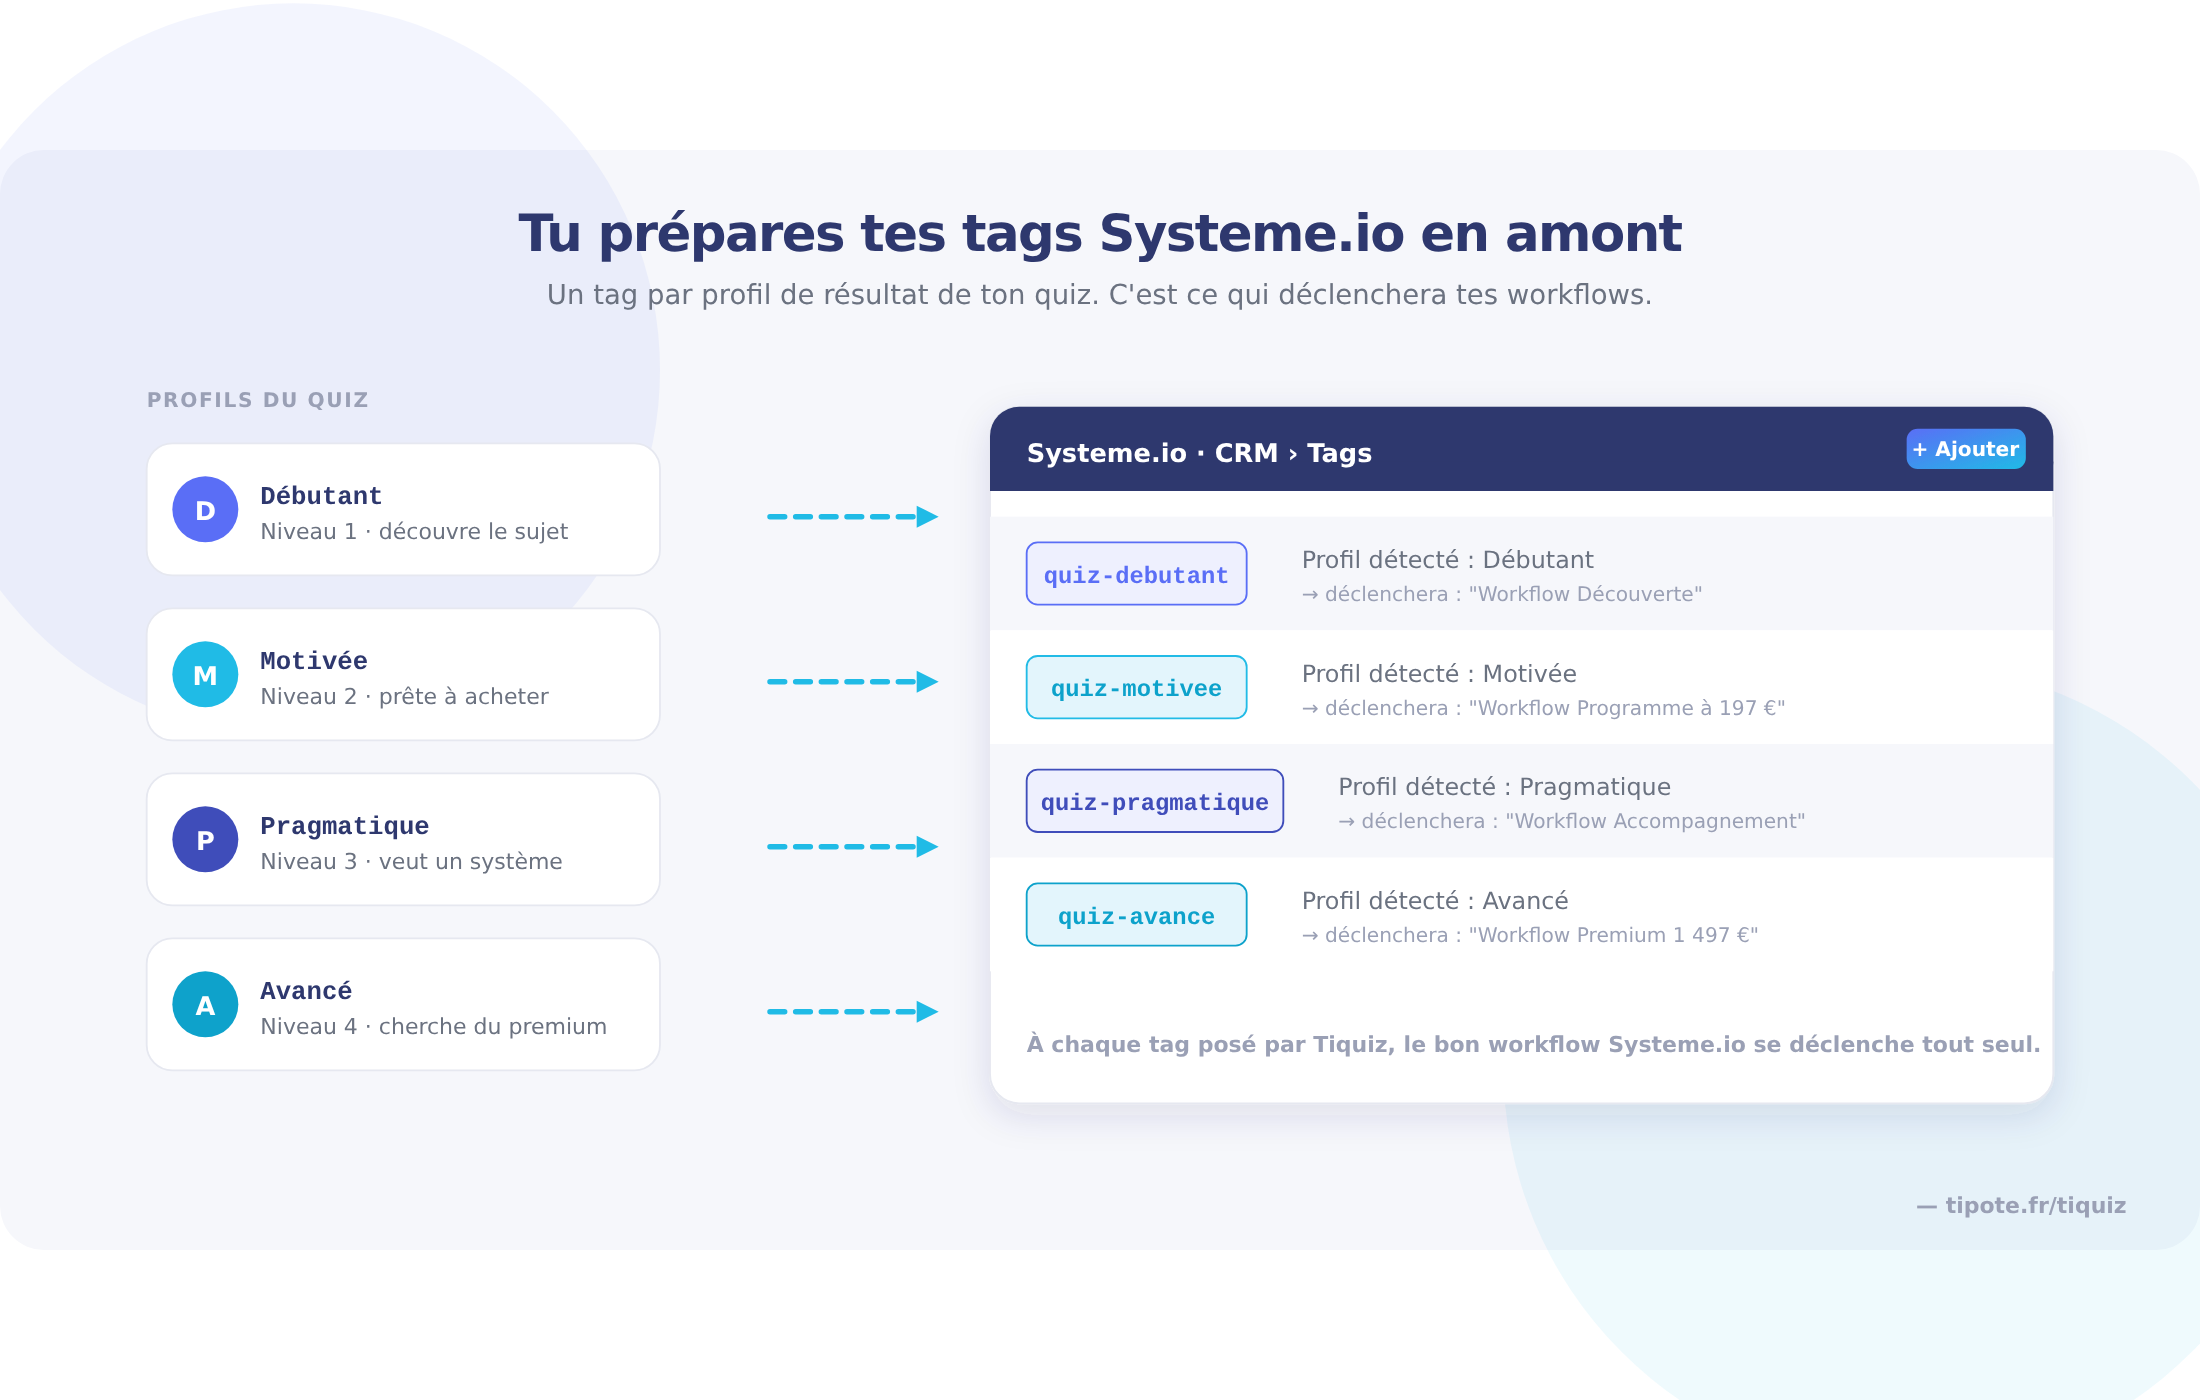 Tu prépares tes tags Systeme.io en amont
Un tag par profil de résultat de ton quiz. C'est ce qui déclenchera tes workflows.
PROFILS DU QUIZ
D
Débutant
Niveau 1 · découvre le sujet
M
Motivée
Niveau 2 · prête à acheter
P
Pragmatique
Niveau 3 · veut un système
A
Avancé
Niveau 4 · cherche du premium
Systeme.io · CRM › Tags
+ Ajouter
quiz-debutant
Profil détecté : Débutant
→ déclenchera : "Workflow Découverte"
quiz-motivee
Profil détecté : Motivée
→ déclenchera : "Workflow Programme à 197 €"
quiz-pragmatique
Profil détecté : Pragmatique
→ déclenchera : "Workflow Accompagnement"
quiz-avance
Profil détecté : Avancé
→ déclenchera : "Workflow Premium 1 497 €"
À chaque tag posé par Tiquiz, le bon workflow Systeme.io se déclenche tout seul.
— tipote.fr/tiquiz